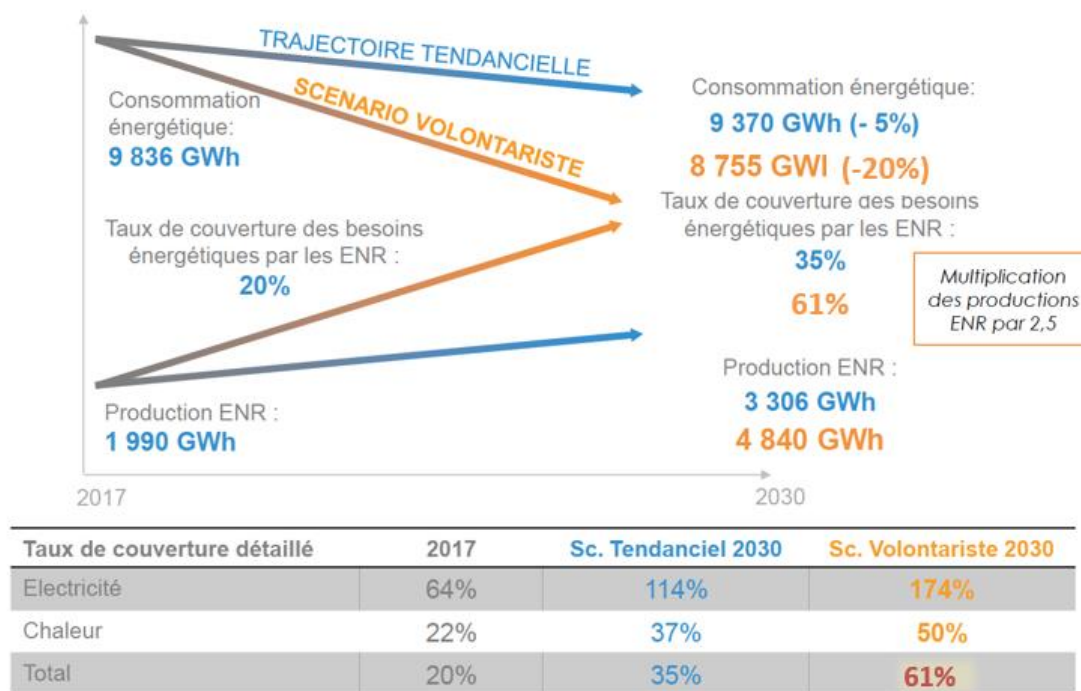 TRAJECTOIRE TENDANCIELLE
SCENARIO VOLONTARISTE
Consommation
énergétique:
9 836 GWh
Consommation énergétique:
9 370 GWh (- 5%)
8 755 GWl (-20%)
Taux de couverture des besoins
énergétiques par les ENR :
20%
Taux de couverture des besoins
énergétiques par les ENR :
35%
61%
Multiplication
des productions
ENR par 2,5
Production ENR :
1 990 GWh
Production ENR :
3 306 GWh
4 840 GWh
2017
2030
Taux de couverture détaillé 2017 Sc. Tendanciel 2030 Sc. Volontariste 2030
Electricité 64% 114% 174%
Chaleur 22% 37% 50%
Total 20% 35% 61%